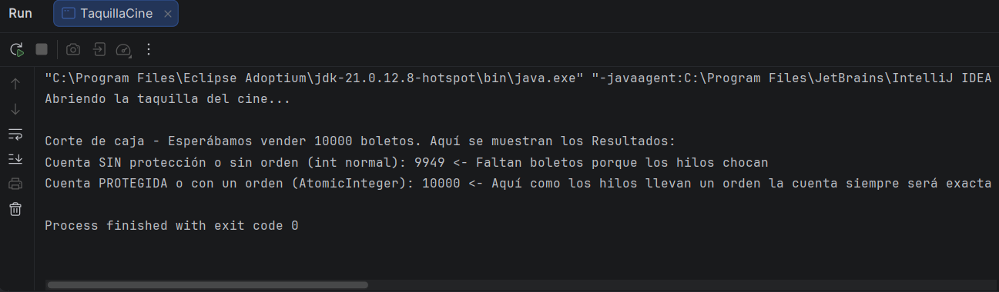 Run TaquillaCine
"C:\Program Files\Eclipse Adoptium\jdk-21.0.12.8-hotspot\bin\java.exe" "-javaagent:C:\Program Files\JetBrains\IntelliJ IDEA
Abriendo la taquilla del cine...
Corte de caja - Esperábamos vender 10000 boletos. Aquí se muestran los Resultados:
Cuenta SIN protección o sin orden (int normal): 9949 <- Faltan boletos porque los hilos chocan
Cuenta PROTEGIDA o con un orden (AtomicInteger): 10000 <- Aquí como los hilos llevan un orden la cuenta siempre será exacta
Process finished with exit code 0